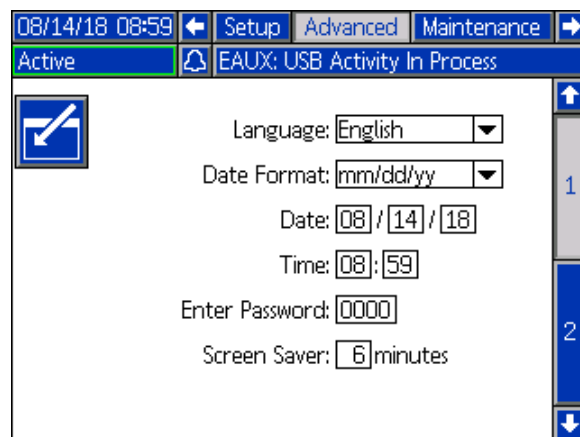 08/14/18 08:59 Setup Advanced Maintenance
Active EAUX: USB Activity In Process
Language: English
Date Format: mm/dd/yy
1
Date: 08 / 14 / 18
Time: 08 : 59
Enter Password: 0000
2
Screen Saver: 6 minutes